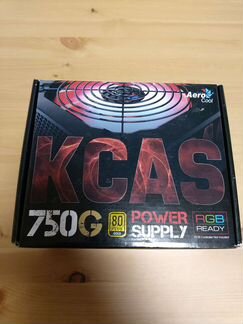 Aero
Cool
KCAS
750G
80
PLUS
GOLD
POWER
SUPPLY
RGB
READY